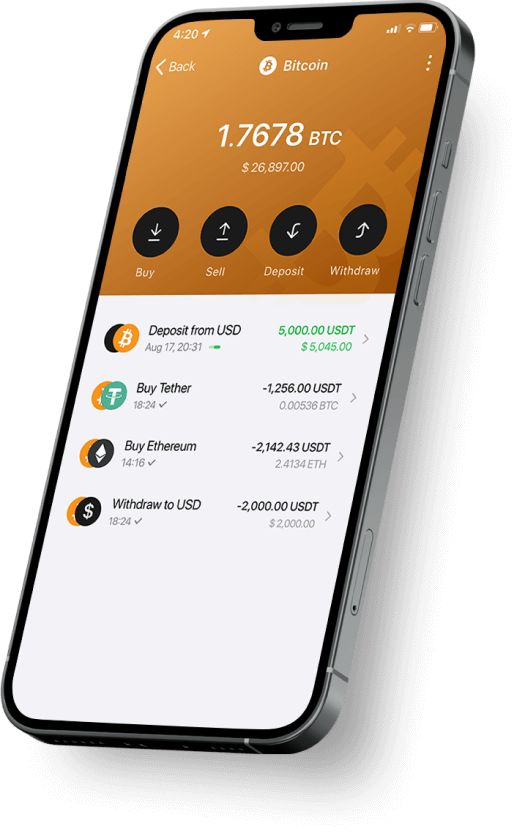 4:20
Back
Bitcoin
1.7678 BTC
$ 26,897.00
Buy
Sell
Deposit
Withdraw
Deposit from USD
5,000.00 USDT
Aug 17, 20:31
$ 5,045.00
Buy Tether
-1,256.00 USDT
18:24
0.00536 BTC
Buy Ethereum
-2,142.43 USDT
14:16
2.4134 ETH
Withdraw to USD
-2,000.00 USDT
18:24
$ 2,000.00